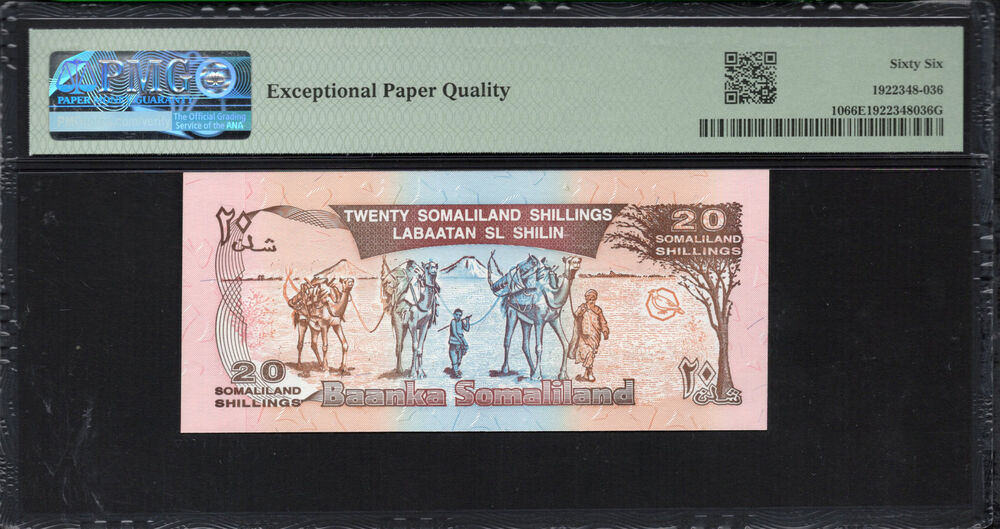 PMG
PAPER MONEY GUARANTY
The Official Grading
Service of the ANA
Exceptional Paper Quality
Sixty Six
1922348-036
1066E1922348036G
٢٠
شلن
TWENTY SOMALILAND SHILLINGS
LABAATAN SL SHILIN
20
SOMALILAND
SHILLINGS
20
SOMALILAND
SHILLINGS
Baanka Somaliland
٢٠
شلن